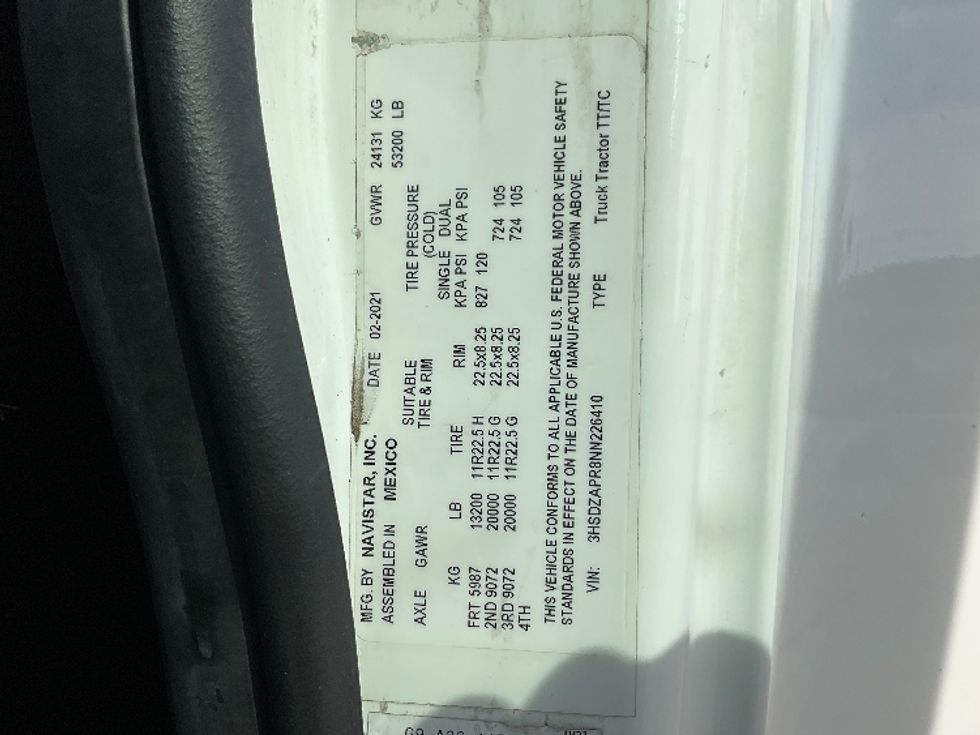 MFG. BY NAVISTAR, INC. DATE 02-2021 GVWR 24131 KG
ASSEMBLED IN MEXICO 53200 LB
SUITABLE TIRE PRESSURE
AXLE GAWR TIRE & RIM (COLD)
SINGLE DUAL
KG LB TIRE RIM KPA PSI KPA PSI
FRT 5987 13200 11R22.5 H 22.5x8.25 827 120
2ND 9072 20000 11R22.5 G 22.5x8.25 724 105
3RD 9072 20000 11R22.5 G 22.5x8.25 724 105
4TH
THIS VEHICLE CONFORMS TO ALL APPLICABLE U.S. FEDERAL MOTOR VEHICLE SAFETY
STANDARDS IN EFFECT ON THE DATE OF MANUFACTURE SHOWN ABOVE.
VIN: 3HSDZAPR8NN226410 TYPE Truck Tractor TT/TC